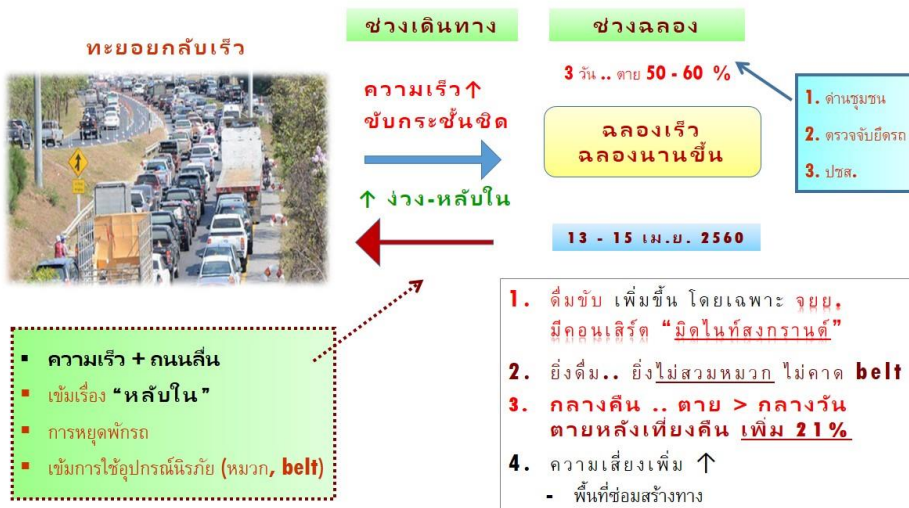 ทะยอยกลับเร็ว
ช่วงเดินทาง
ความเร็ว↑
ขับกระชั้นชิด
↑ ง่วง-หลับใน
ช่วงฉลอง
3 วัน .. ตาย 50 - 60 %
ฉลองเร็ว
ฉลองนานขึ้น
13 - 15 เม.ย. 2560
1. ด่านชุมชน
2. ตรวจจับยึดรถ
3. ปชส.
▪ ความเร็ว + ถนนลื่น
▪ เข้มเรื่อง “หลับใน”
▪ การหยุดพักรถ
▪ เข้มการใช้อุปกรณ์นิรภัย (หมวก, belt)
1. ดื่มขับ เพิ่มขึ้น โดยเฉพาะ จยย.
มีคอนเสิร์ต “มิดไนท์สงกรานต์”
2. ยิ่งดื่ม.. ยิ่งไม่สวมหมวก ไม่คาด belt
3. กลางคืน .. ตาย > กลางวัน
ตายหลังเที่ยงคืน เพิ่ม 21%
4. ความเสี่ยงเพิ่ม ↑
- พื้นที่ซ่อมสร้างทาง